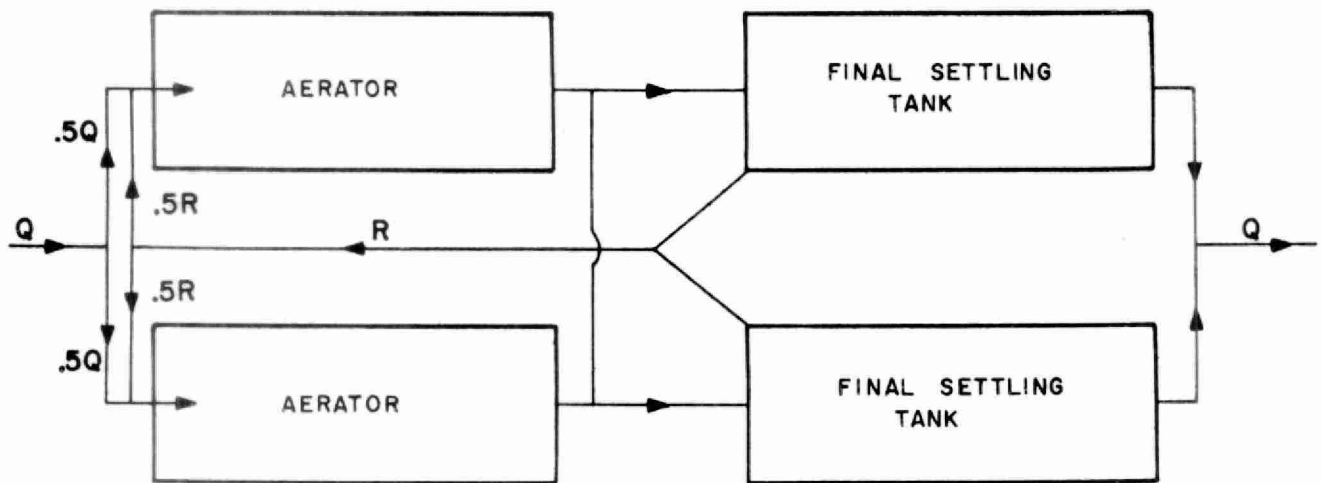 AERATOR
FINAL SETTLING
TANK
.5Q
.5R
Q
R
Q
.5R
.5Q
AERATOR
FINAL SETTLING
TANK